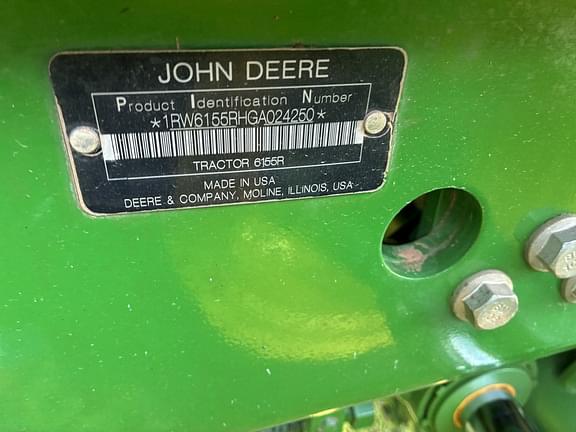 JOHN DEERE
Product Identification Number
*1RW6155RHGA024250*
TRACTOR 6155R
MADE IN USA
DEERE & COMPANY, MOLINE, ILLINOIS, USA